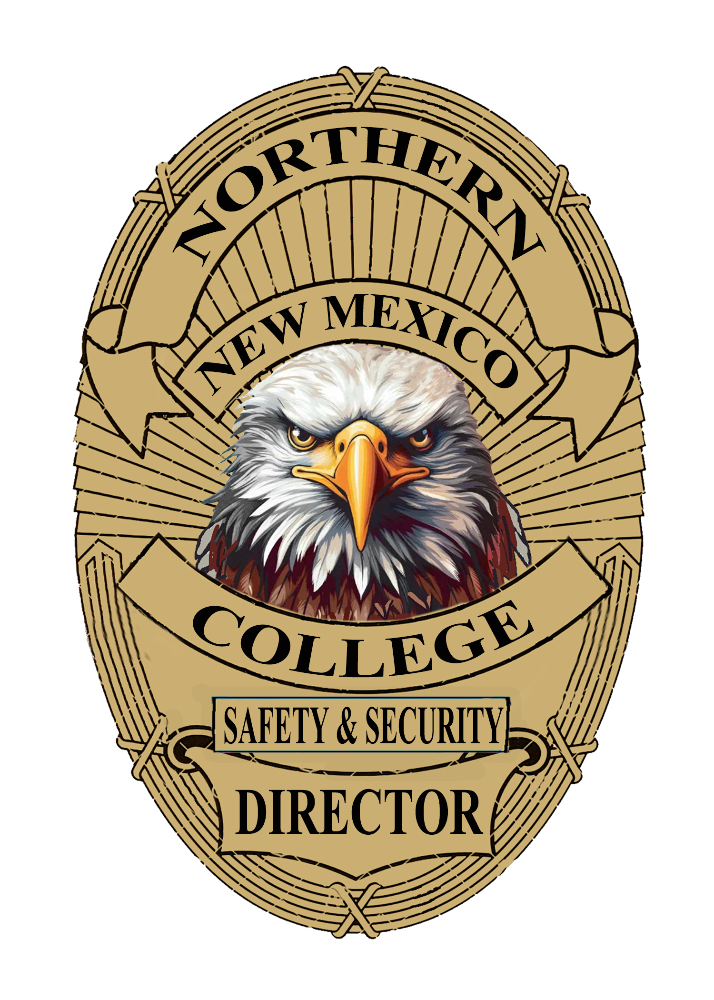 NORTHERN
NEW MEXICO
COLLEGE
SAFETY & SECURITY
DIRECTOR